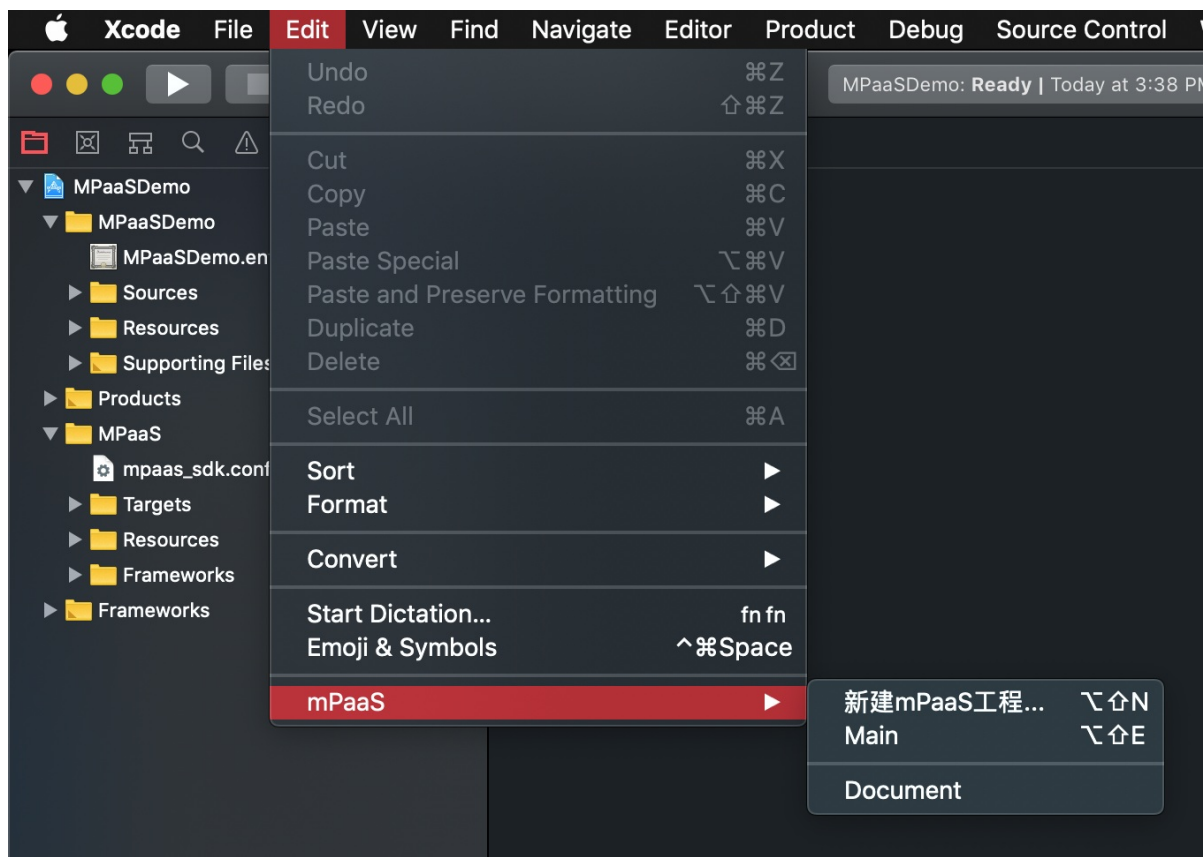 Xcode File Edit View Find Navigate Editor Product Debug Source Control
MPaaSDemo: Ready | Today at 3:38 PM
MPaaSDemo
MPaaSDemo
MPaaSDemo.en
Sources
Resources
Supporting Files
Products
MPaaS
mpaas_sdk.conf
Targets
Resources
Frameworks
Frameworks
Undo ⌘Z
Redo ⇧⌘Z
Cut ⌘X
Copy ⌘C
Paste ⌘V
Paste Special ⌥⌘V
Paste and Preserve Formatting ⌥⇧⌘V
Duplicate ⌘D
Delete ⌘⌫
Select All ⌘A
Sort ▶
Format ▶
Convert ▶
Start Dictation... fn fn
Emoji & Symbols ^⌘Space
mPaaS ▶
新建mPaaS工程... ⌥⇧N
Main ⌥⇧E
Document